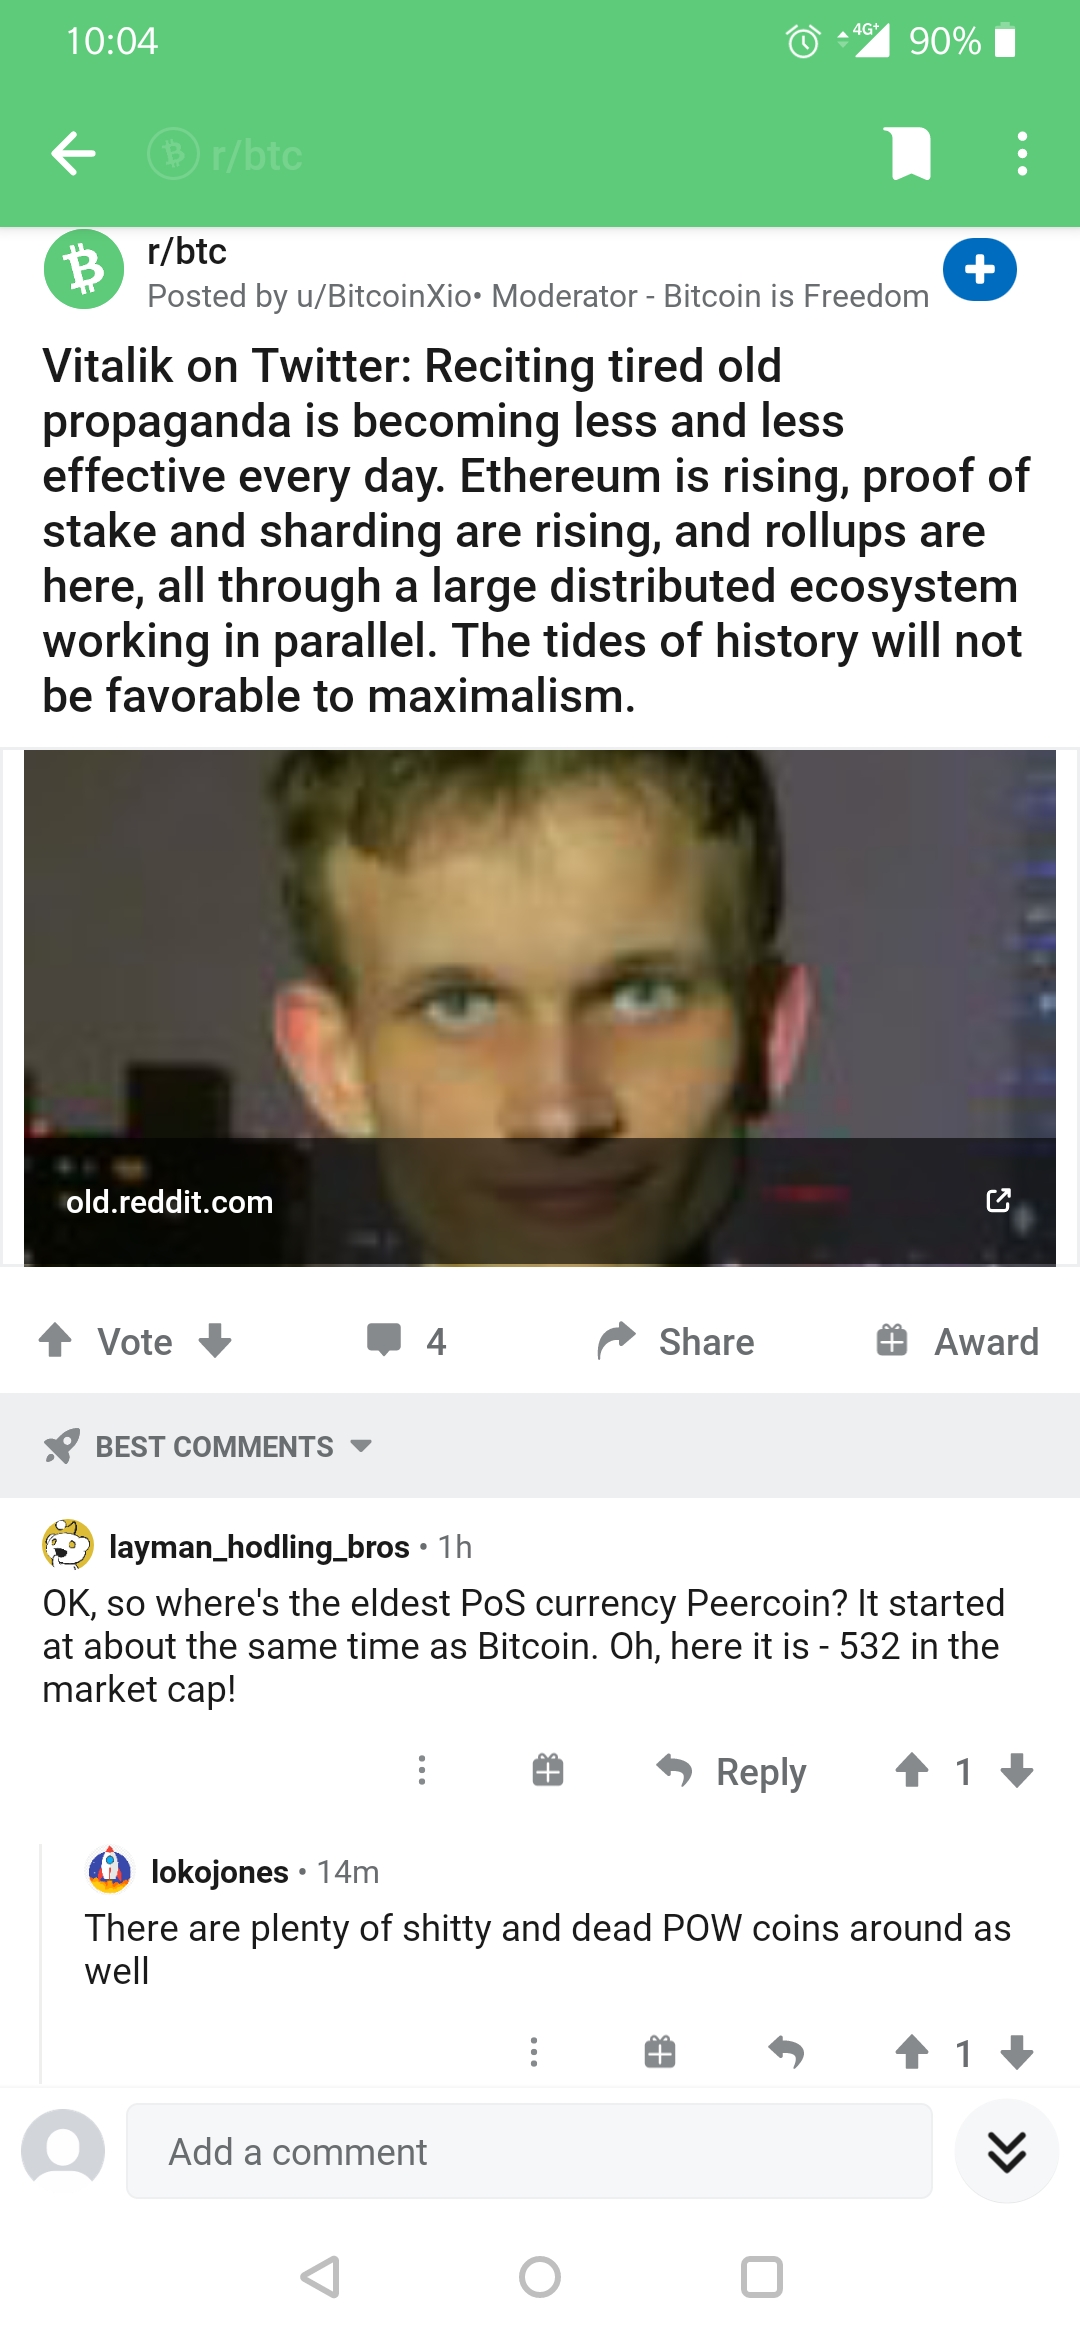 10:04
4G+
90%
r/btc
r/btc
Posted by u/BitcoinXio• Moderator - Bitcoin is Freedom
Vitalik on Twitter: Reciting tired old
propaganda is becoming less and less
effective every day. Ethereum is rising, proof of
stake and sharding are rising, and rollups are
here, all through a large distributed ecosystem
working in parallel. The tides of history will not
be favorable to maximalism.
old.reddit.com
Vote
4
Share
Award
BEST COMMENTS
layman_hodling_bros • 1h
OK, so where's the eldest PoS currency Peercoin? It started
at about the same time as Bitcoin. Oh, here it is - 532 in the
market cap!
Reply
1
lokojones • 14m
There are plenty of shitty and dead POW coins around as
well
1
Add a comment